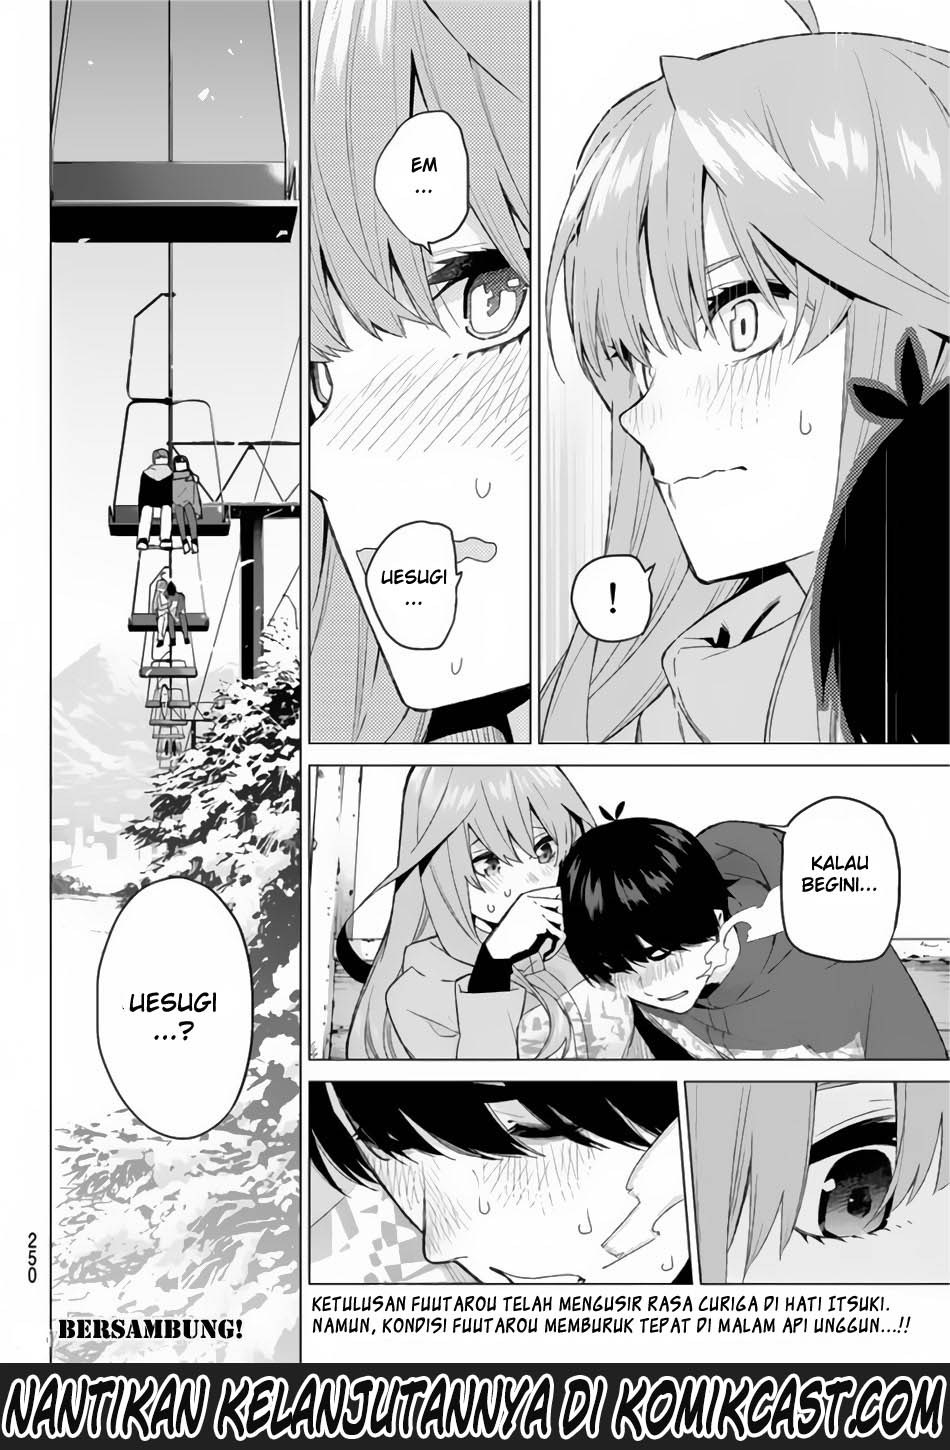 !
EM
...
UESUGI
...
KALAU
BEGINI...
UESUGI
...?
KETULUSAN FUUTAROU TELAH MENGUSIR RASA CURIGA DI HATI ITSUKI.
NAMUN, KONDISI FUUTAROU MEMBURUK TEPAT DI MALAM API UNGGUN...!!
BERSAMBUNG!
250
NANTIKAN KELANJUTANNYA DI KOMIKCAST.COM